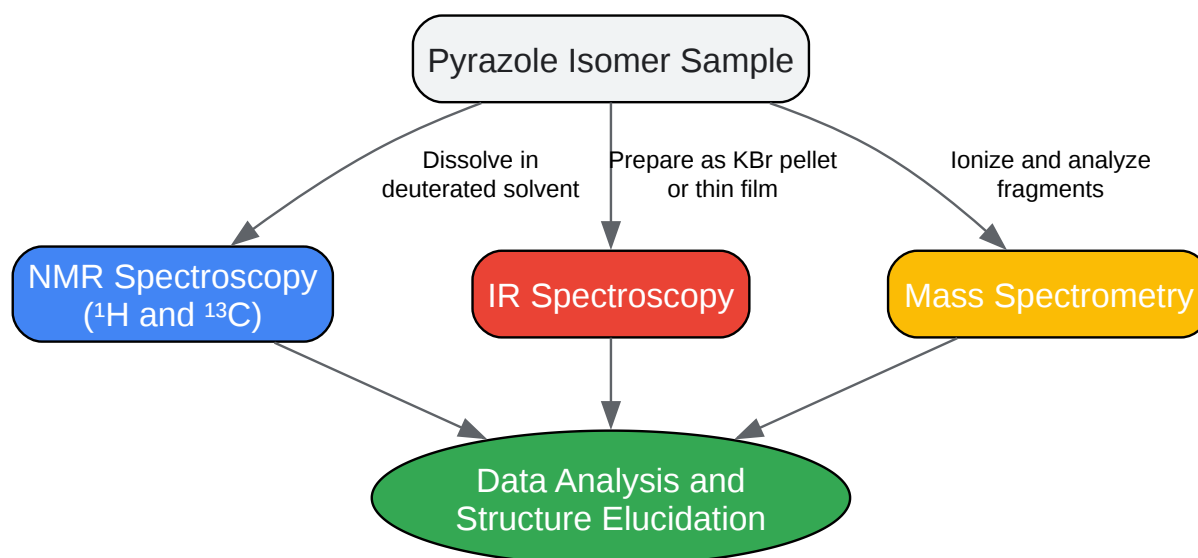 Pyrazole Isomer Sample
Dissolve in
deuterated solvent
Prepare as KBr pellet
or thin film
Ionize and analyze
fragments
NMR Spectroscopy
(¹H and ¹³C)
IR Spectroscopy
Mass Spectrometry
Data Analysis and
Structure Elucidation